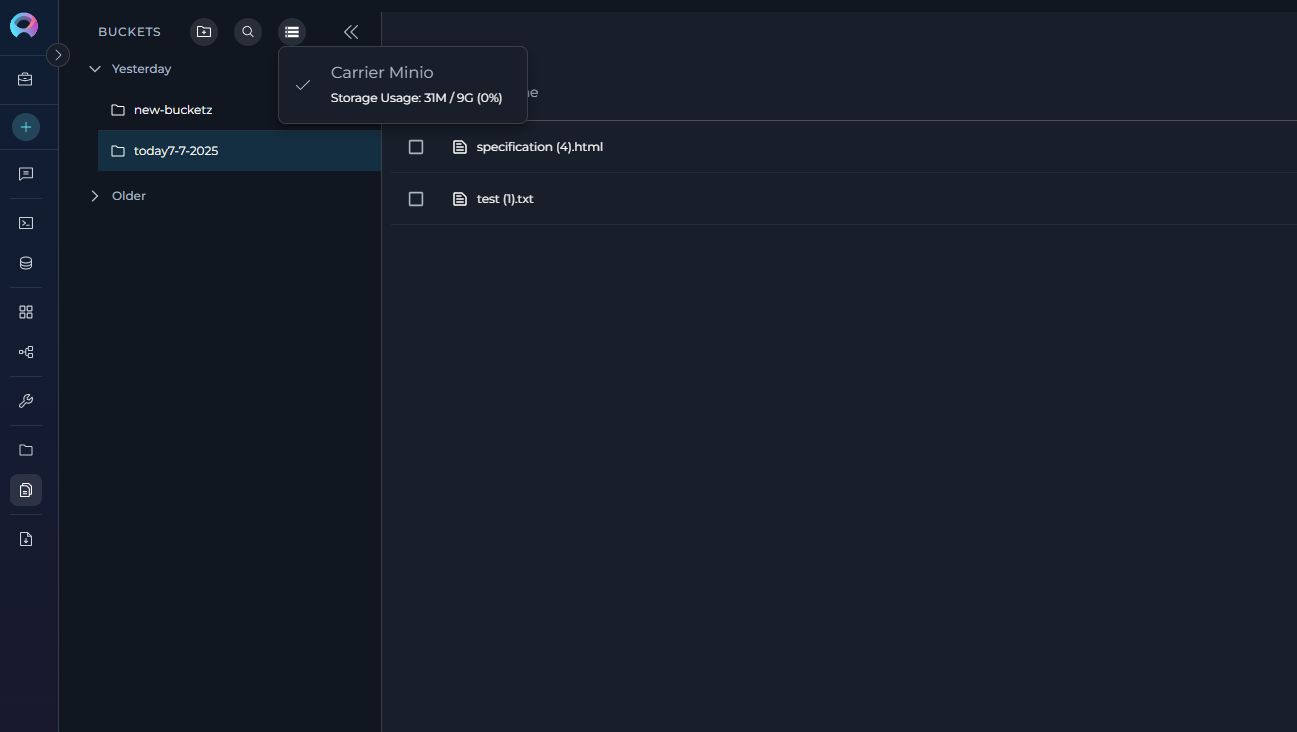 BUCKETS
Yesterday
new-bucketz
today7-7-2025
Older
Carrier Minio
Storage Usage: 31M / 9G (0%)
specification (4).html
test (1).txt